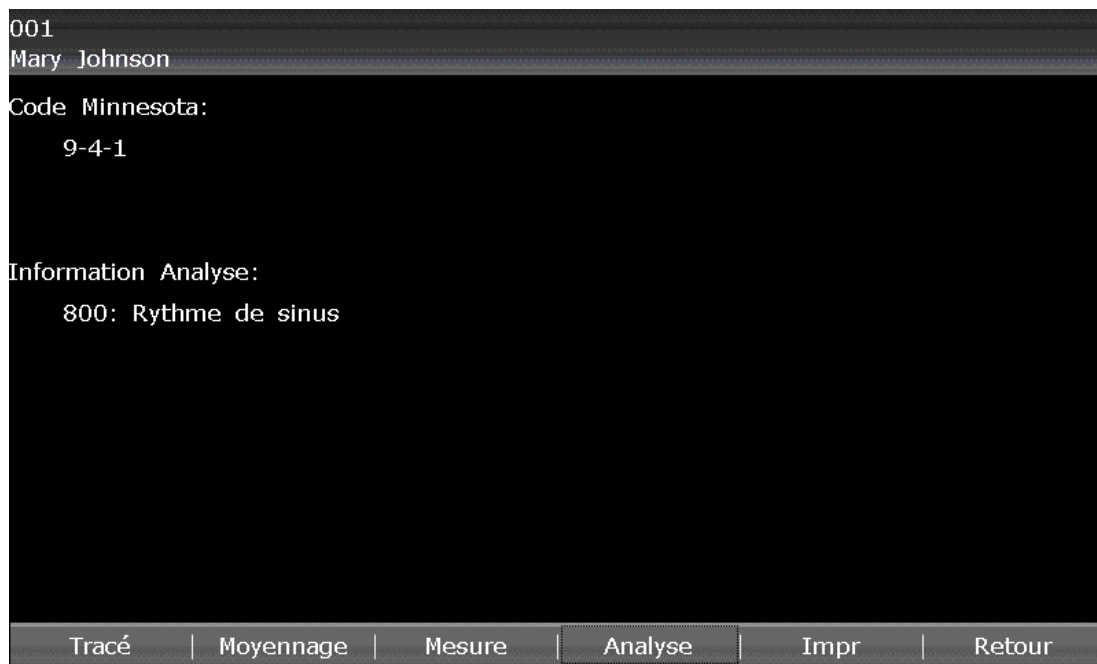 001
Mary Johnson
Code Minnesota:
9-4-1
Information Analyse:
800: Rythme de sinus
Tracé | Moyennage | Mesure | Analyse | Impr | Retour